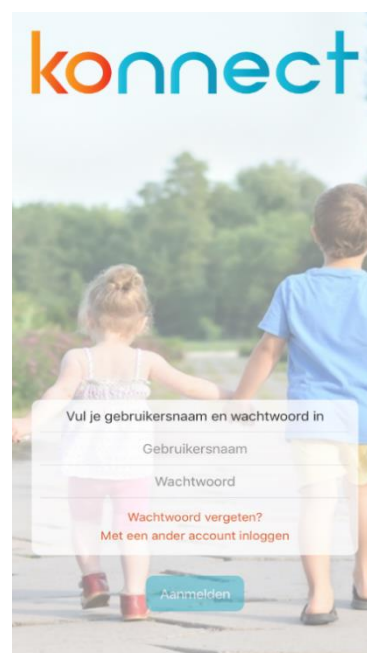 konnect
Vul je gebruikersnaam en wachtwoord in
Gebruikersnaam
Wachtwoord
Wachtwoord vergeten?
Met een ander account inloggen
Aanmelden